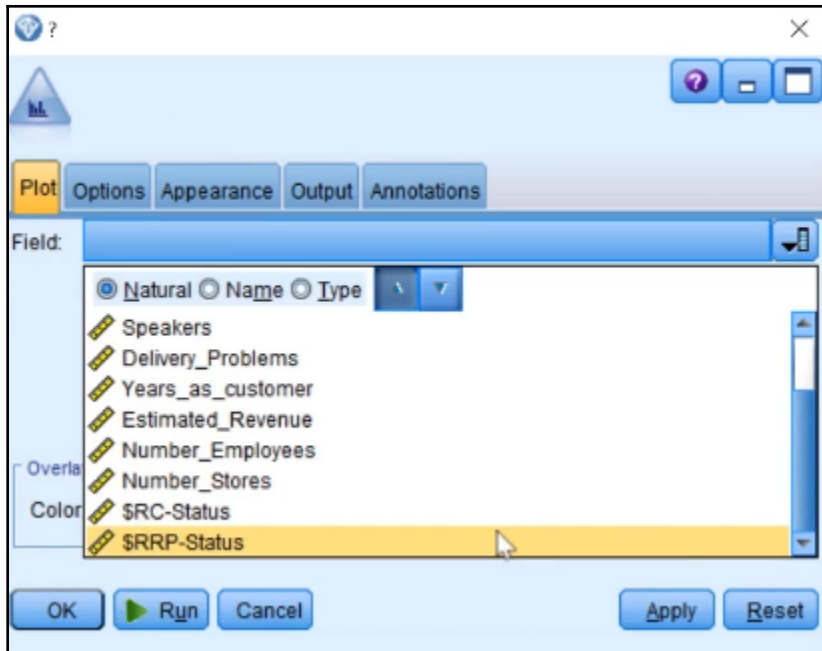 ?
Plot Options Appearance Output Annotations
Field:
Natural Name Type
Speakers
Delivery_Problems
Years_as_customer
Estimated_Revenue
Number_Employees
Number_Stores
Overla
$RC-Status
Color
$RRP-Status
OK Run Cancel Apply Reset